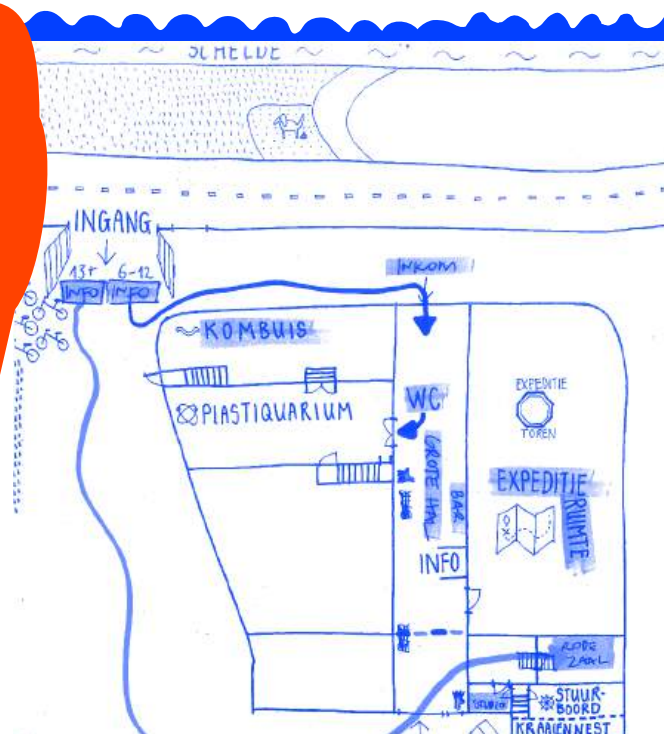 SCHELDE
INGANG
13+ 6-12
INFO INFO
INKOM
KOMBUIS
WC
PLASTIQUARIUM
EXPEDITIE
TOREN
GROTE HAL
BAR
EXPEDITIE
RUIMTE
INFO
RODE
ZAAL
STUDIO
STUUR-
BOORD
KRAAIENNEST